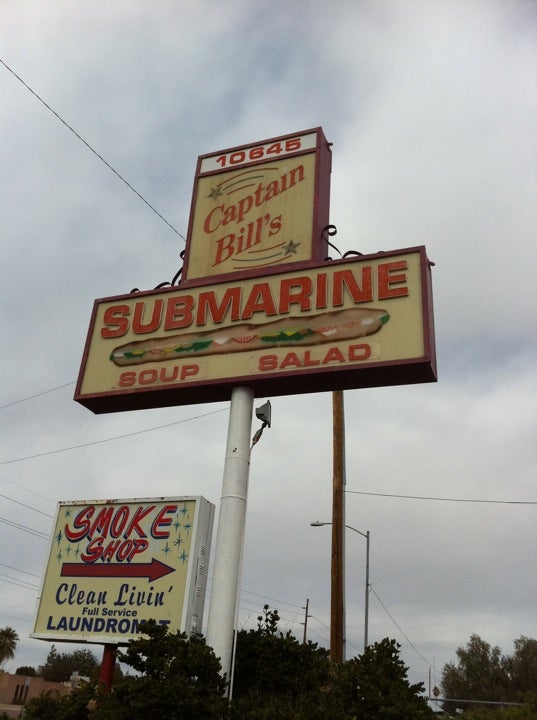 10645
Captain
Bill's
SUBMARINE
SOUP SALAD
SMOKE
SHOP
Clean Livin'
Full Service
LAUNDROMAT